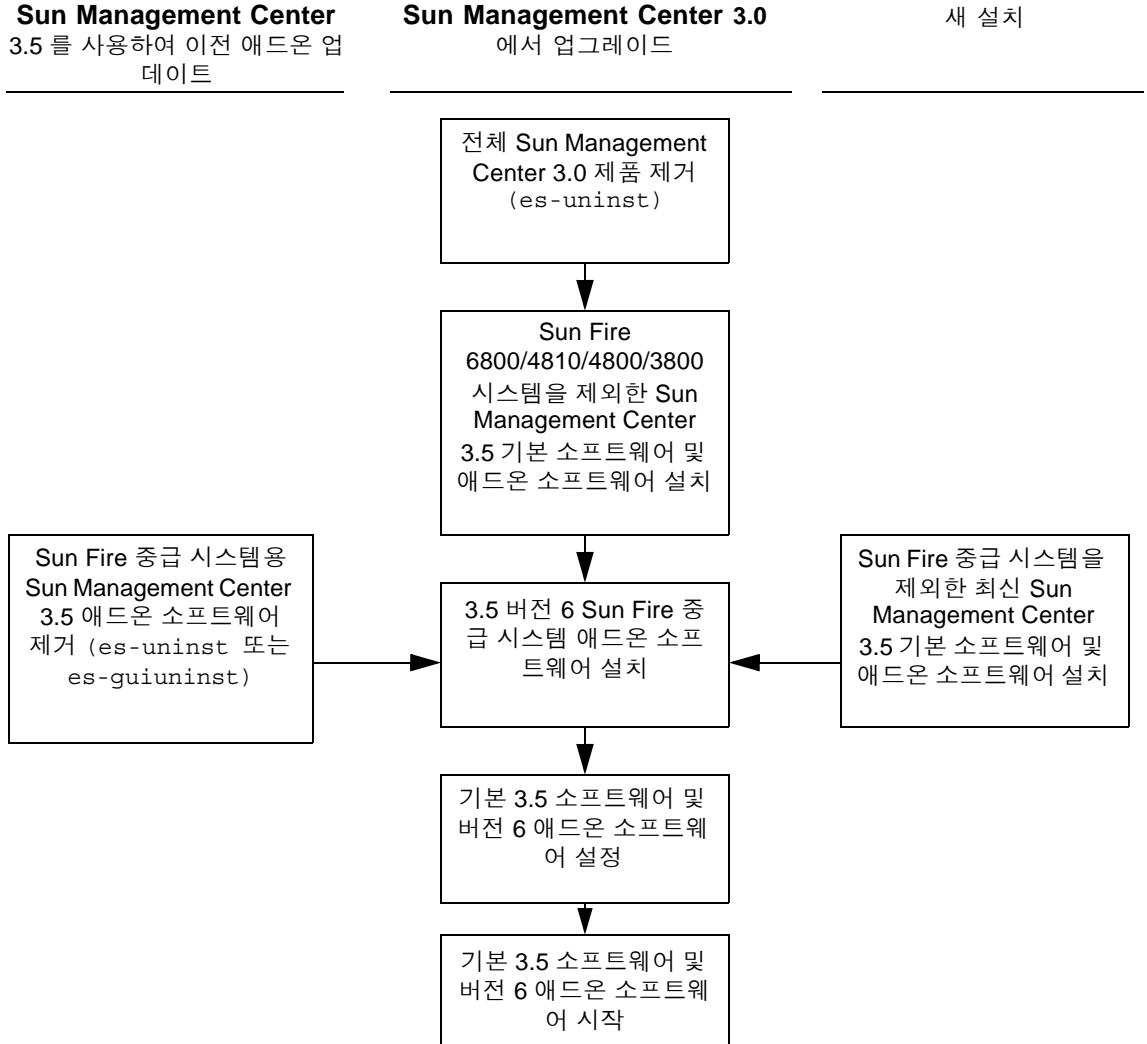 Sun Management Center
3.5 를 사용하여 이전 애드온 업
데이트
Sun Management Center 3.0
에서 업그레이드
새 설치
전체 Sun Management
Center 3.0 제품 제거
(es-uninst)
Sun Fire
6800/4810/4800/3800
시스템을 제외한 Sun
Management Center
3.5 기본 소프트웨어 및
애드온 소프트웨어 설치
Sun Fire 중급 시스템용
Sun Management Center
3.5 애드온 소프트웨어
제거 (es-uninst 또는
es-guiuninst)
3.5 버전 6 Sun Fire 중
급 시스템 애드온 소프
트웨어 설치
Sun Fire 중급 시스템을
제외한 최신 Sun
Management Center
3.5 기본 소프트웨어 및
애드온 소프트웨어 설치
기본 3.5 소프트웨어 및
버전 6 애드온 소프트웨
어 설정
기본 3.5 소프트웨어 및
버전 6 애드온 소프트웨
어 시작